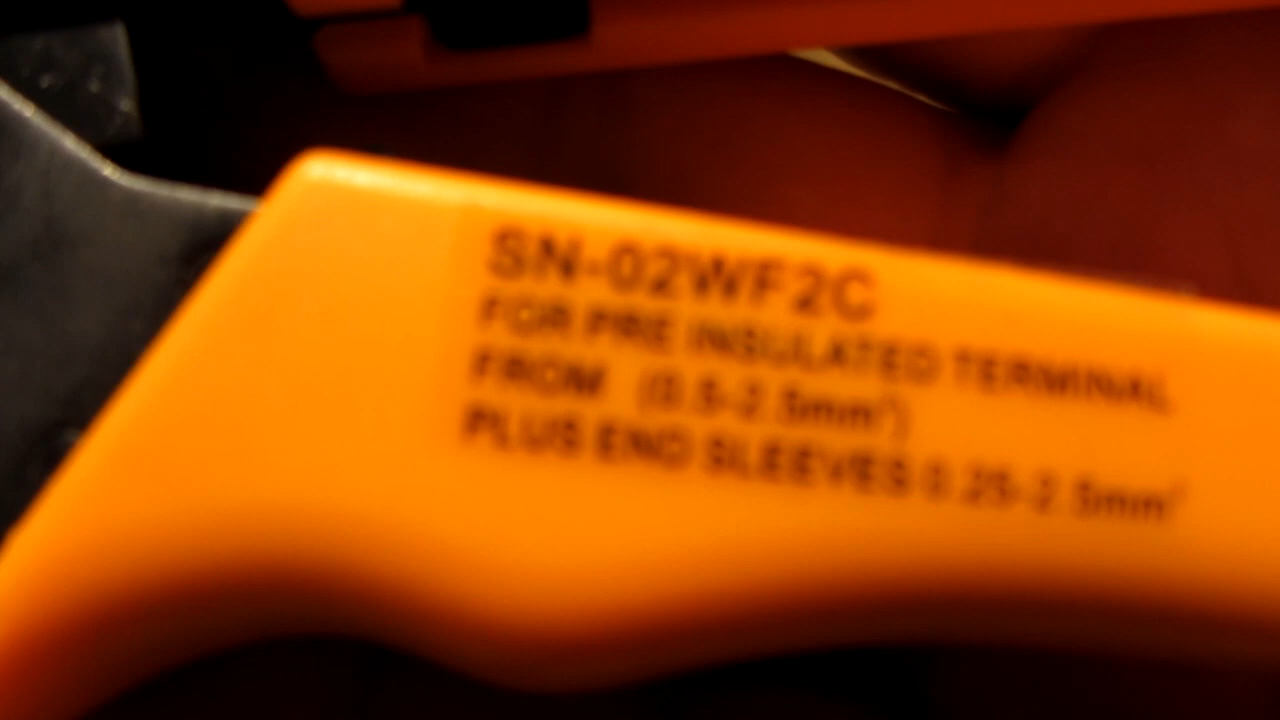 SN-02WF2C
FOR PRE INSULATED TERMINAL
FROM (0.5-2.5mm²)
PLUS END SLEEVES 0.25-2.5mm²